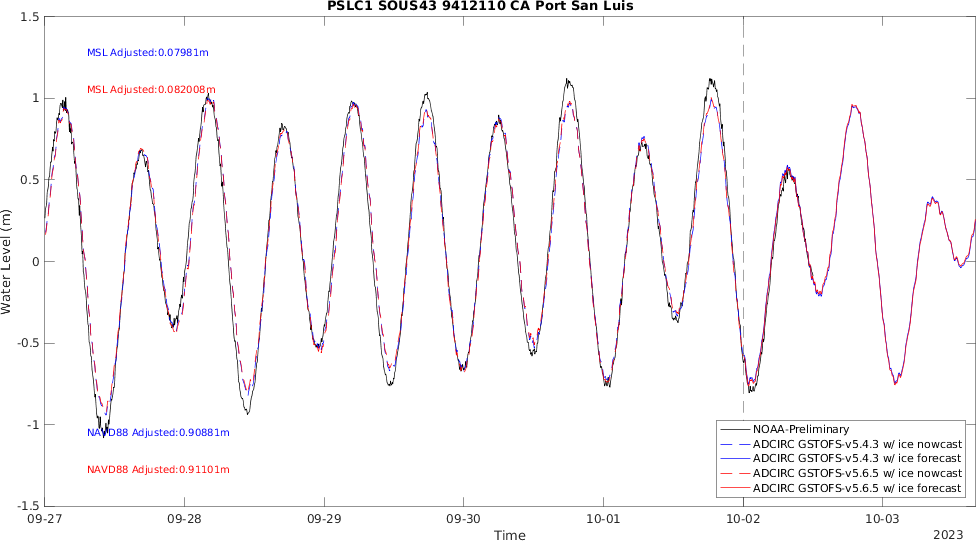 PSLC1 SOUS43 9412110 CA Port San Luis
1.5
MSL Adjusted:0.07981m
MSL Adjusted:0.082008m
1
0.5
Water Level (m)
0
-0.5
-1
NAVD88 Adjusted:0.90881m
NAVD88 Adjusted:0.91101m
-1.5
NOAA-Preliminary
ADCIRC GSTOFS-v5.4.3 w/ ice nowcast
ADCIRC GSTOFS-v5.4.3 w/ ice forecast
ADCIRC GSTOFS-v5.6.5 w/ ice nowcast
ADCIRC GSTOFS-v5.6.5 w/ ice forecast
09-27 09-28 09-29 09-30 10-01 10-02 10-03
Time
2023